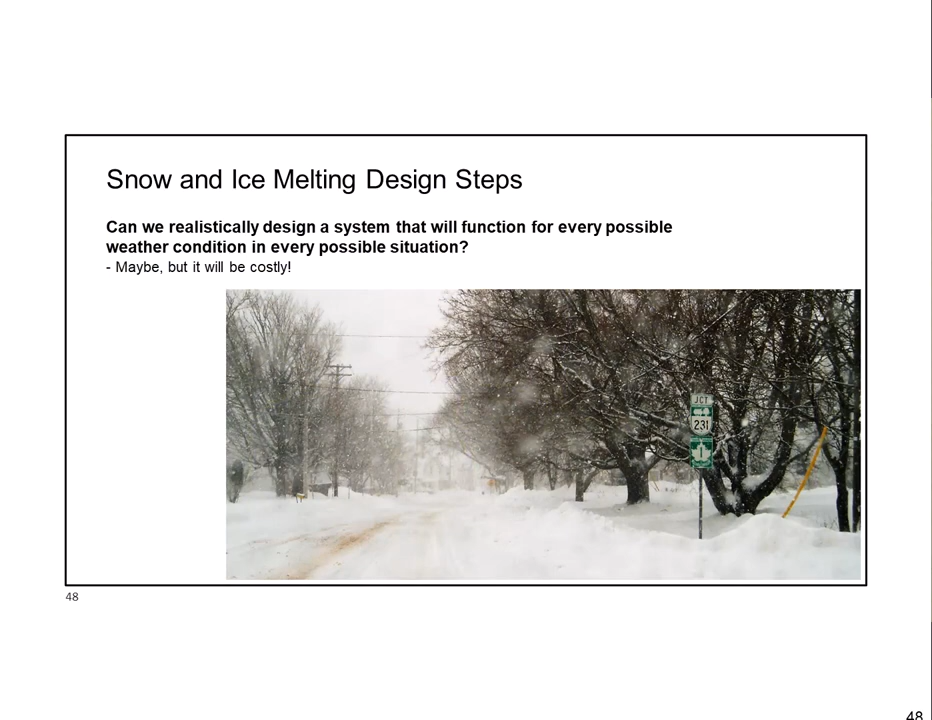 Snow and Ice Melting Design Steps
Can we realistically design a system that will function for every possible
weather condition in every possible situation?
- Maybe, but it will be costly!
JCT
231
1
48
48